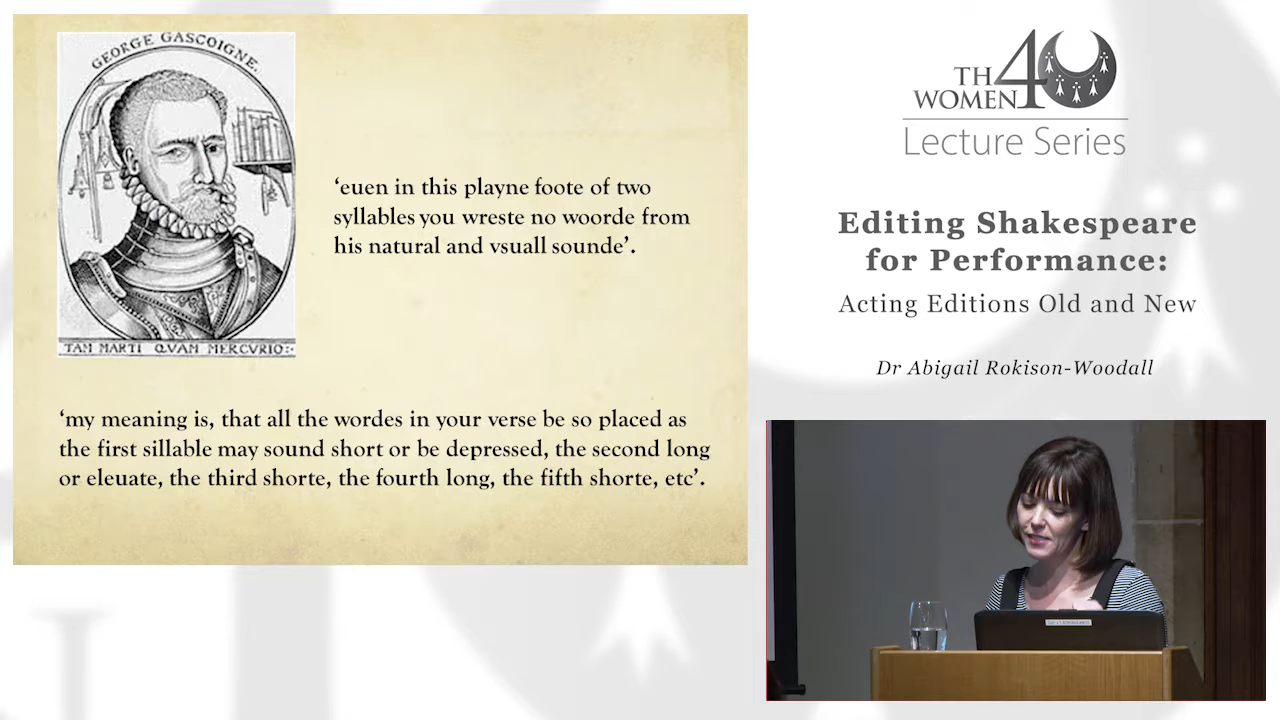 GEORGE GASCOIGNE.
TAM MARTI QVAM MERCVRIO:·
‘euen in this playne foote of two
syllables you wreste no woorde from
his natural and vsuall sounde’.
‘my meaning is, that all the wordes in your verse be so placed as
the first sillable may sound short or be depressed, the second long
or eleuate, the third shorte, the fourth long, the fifth shorte, etc’.
40
TH
WOMEN
Lecture Series
Editing Shakespeare
for Performance:
Acting Editions Old and New
Dr Abigail Rokison-Woodall